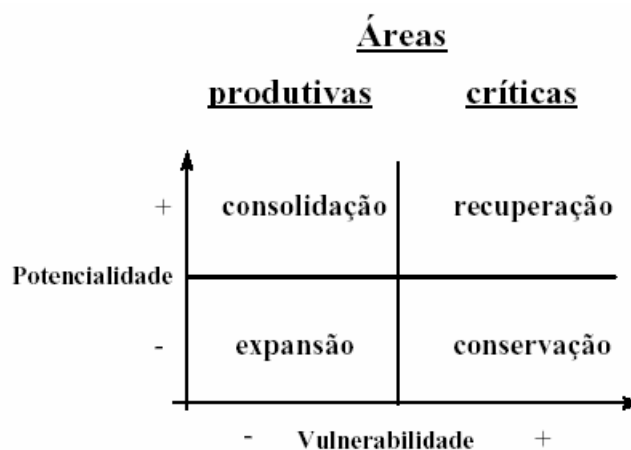 Áreas
produtivas críticas
+ consolidação recuperação
Potencialidade
- expansão conservação
- Vulnerabilidade +